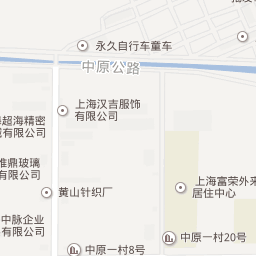 永久自行车童车
中原公路
上海汉吉服饰
有限公司
超海精密
有限公司
雅鼎玻璃
有限公司
黄山针织厂
中脉企业
有限公司
上海富荣外来
居住中心
中原一村8号
中原一村20号